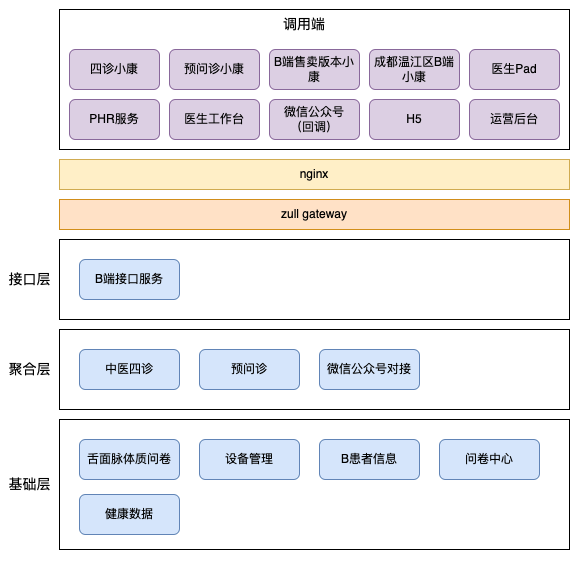 调用端
四诊小康
预问诊小康
B端售卖版本小
康
成都温江区B端
小康
医生Pad
PHR服务
医生工作台
微信公众号
(回调)
H5
运营后台
nginx
zull gateway
接口层
B端接口服务
聚合层
中医四诊
预问诊
微信公众号对接
基础层
舌面脉体质问卷
设备管理
B患者信息
问卷中心
健康数据